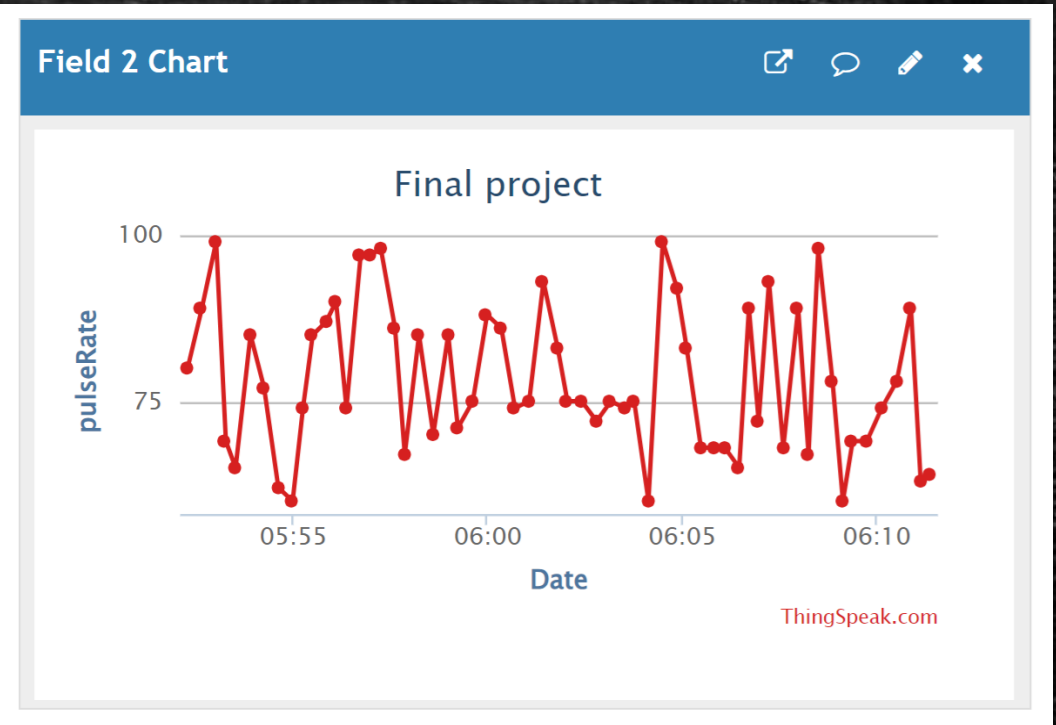 Field 2 Chart
Final project
100
75
pulseRate
05:55 06:00 06:05 06:10
Date
ThingSpeak.com